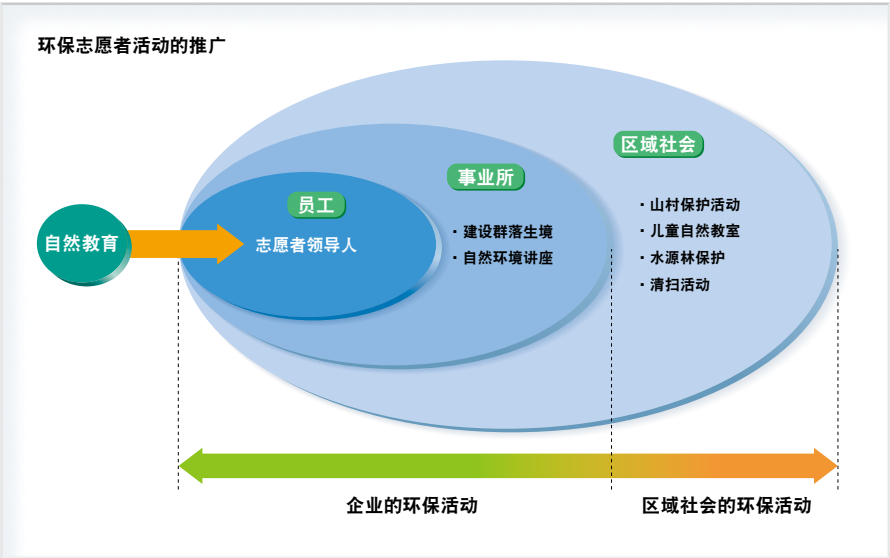 环保志愿者活动的推广
区域社会
事业所
员工
・山村保护活动
・儿童自然教室
・水源林保护
・清扫活动
・建设群落生境
・自然环境讲座
自然教育
志愿者领导人
企业的环保活动
区域社会的环保活动